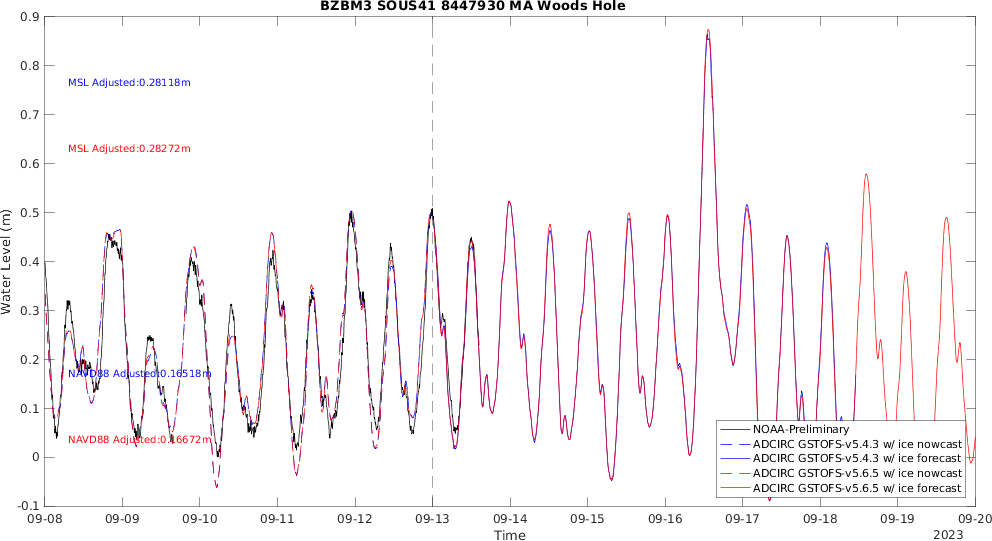 BZBM3 SOUS41 8447930 MA Woods Hole
0.9
0.8
0.7
0.6
0.5
0.4
0.3
0.2
0.1
0
-0.1
Water Level (m)
MSL Adjusted:0.28118m
MSL Adjusted:0.28272m
NAVD88 Adjusted:0.16518m
NAVD88 Adjusted:0.16672m
NOAA-Preliminary
ADCIRC GSTOFS-v5.4.3 w/ ice nowcast
ADCIRC GSTOFS-v5.4.3 w/ ice forecast
ADCIRC GSTOFS-v5.6.5 w/ ice nowcast
ADCIRC GSTOFS-v5.6.5 w/ ice forecast
09-08 09-09 09-10 09-11 09-12 09-13 09-14 09-15 09-16 09-17 09-18 09-19 09-20
Time
2023